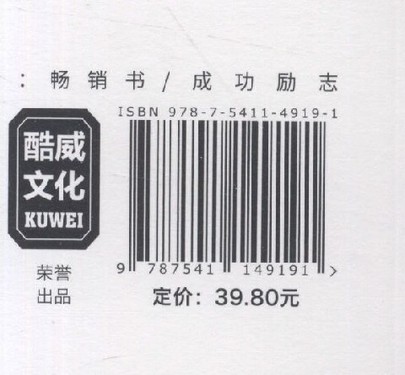 ：畅销书/成功励志
ISBN 978-7-5411-4919-1
酷威
文化
KUWEI
9 787541 149191 >
荣誉
出品
定价：39.80元